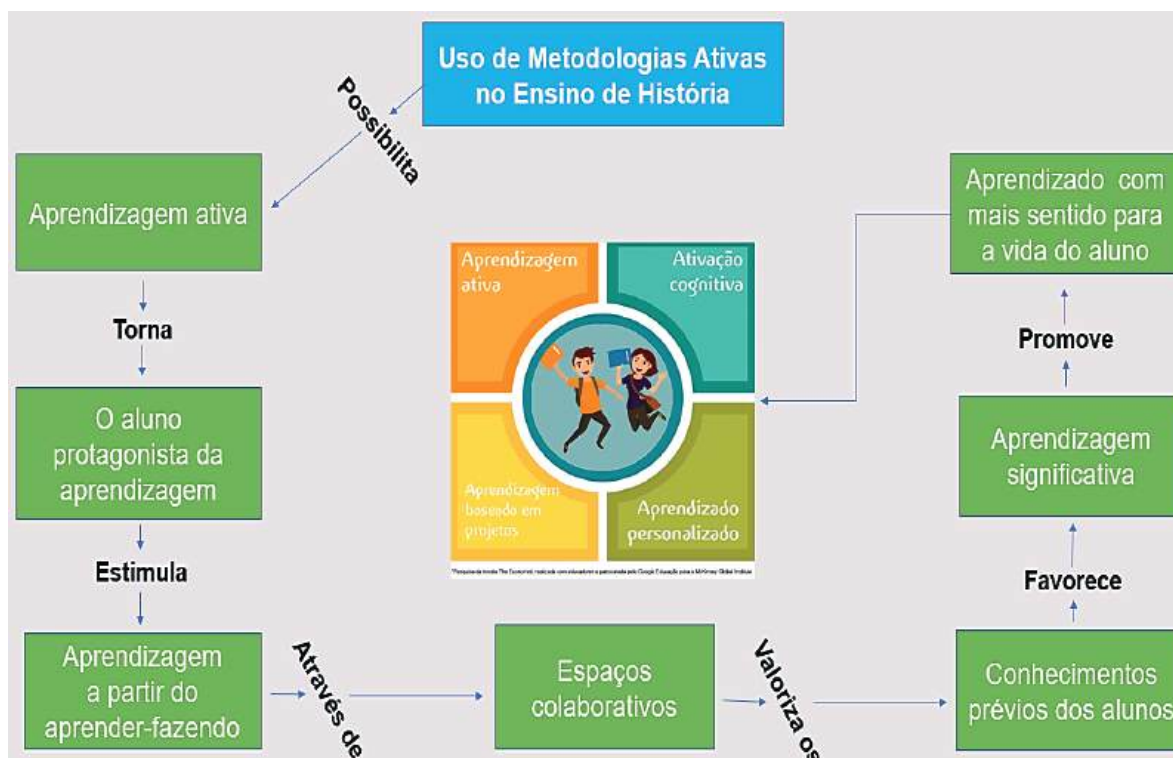 Uso de Metodologias Ativas
no Ensino de História
Possibilita
Aprendizagem ativa
Torna
O aluno
protagonista da
aprendizagem
Estimula
Aprendizagem
a partir do
aprender-fazendo
Através de
Espaços
colaborativos
Valoriza os
Conhecimentos
prévios dos alunos
Favorece
Aprendizagem
significativa
Promove
Aprendizado com
mais sentido para
a vida do aluno
Aprendizagem
ativa
Ativação
cognitiva
Aprendizagem
baseado em
projetos
Aprendizado
personalizado